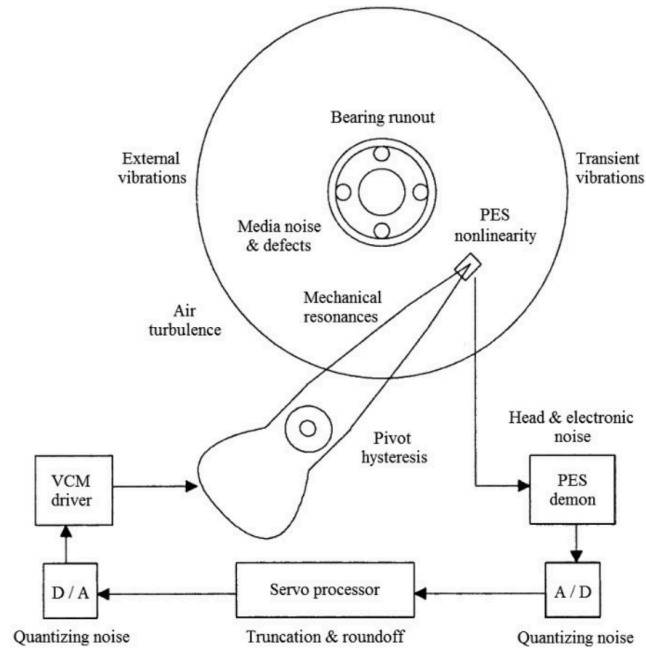 Bearing runout
External
vibrations
Transient
vibrations
Media noise
& defects
PES
nonlinearity
Mechanical
resonances
Air
turbulence
Head & electronic
noise
Pivot
hysteresis
VCM
driver
PES
demon
D / A
Servo processor
A / D
Quantizing noise
Truncation & roundoff
Quantizing noise